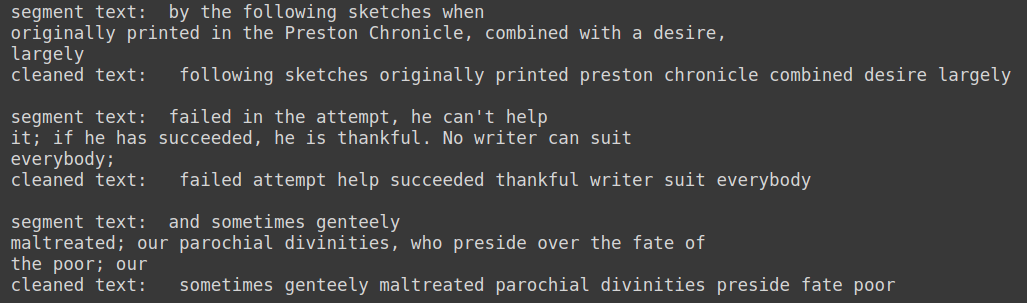 segment text:  by the following sketches when
originally printed in the Preston Chronicle, combined with a desire,
largely
cleaned text:   following sketches originally printed preston chronicle combined desire largely

segment text:  failed in the attempt, he can't help
it; if he has succeeded, he is thankful. No writer can suit
everybody;
cleaned text:   failed attempt help succeeded thankful writer suit everybody

segment text:  and sometimes genteely
maltreated; our parochial divinities, who preside over the fate of
the poor; our
cleaned text:   sometimes genteely maltreated parochial divinities preside fate poor